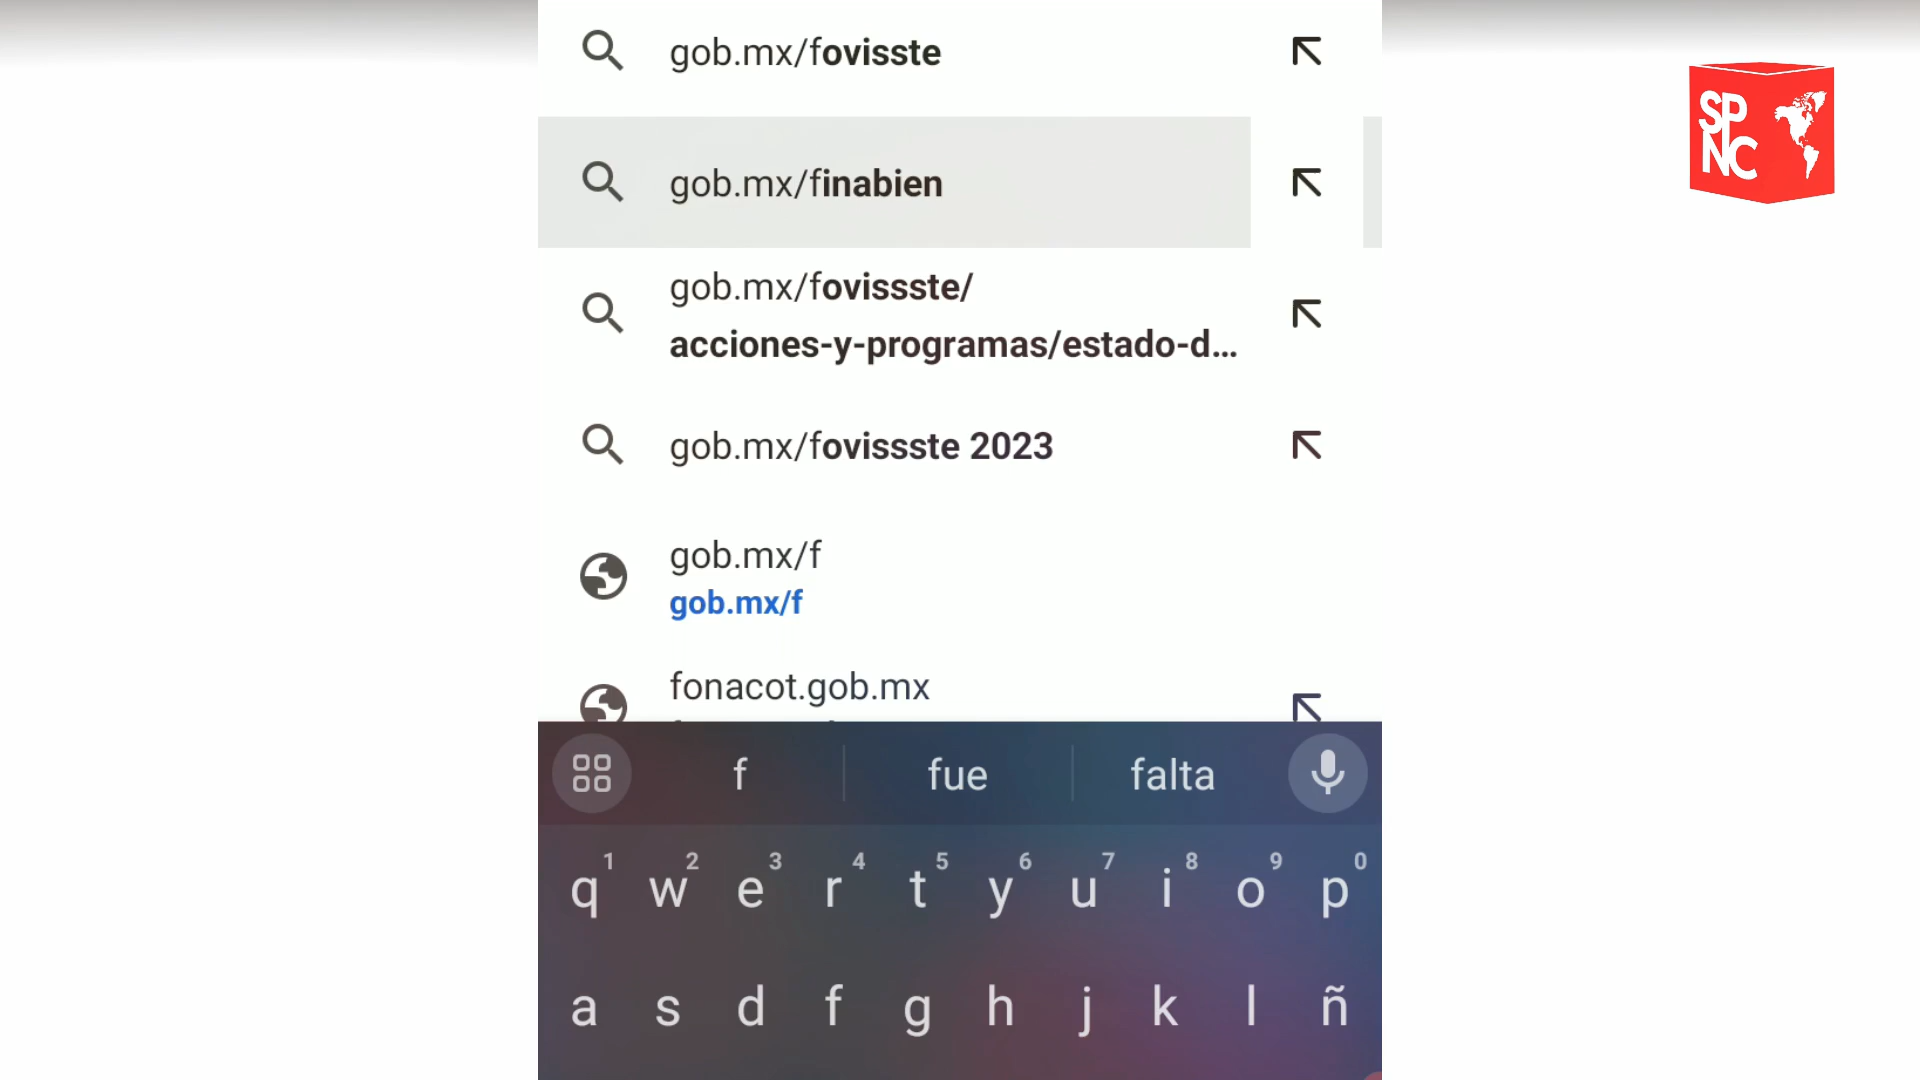 gob.mx/fovisste
SP
NC
gob.mx/finabien
gob.mx/fovissste/
acciones-y-programas/estado-d...
gob.mx/fovissste 2023
gob.mx/f
gob.mx/f
fonacot.gob.mx
f fue falta
1 2 3 4 5 6 7 8 9 0
q w e r t y u i o p
a s d f g h j k l ñ